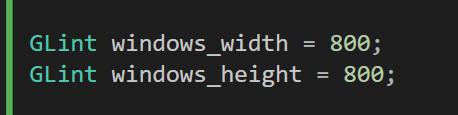 GLint windows_width = 800;
GLint windows_height = 800;